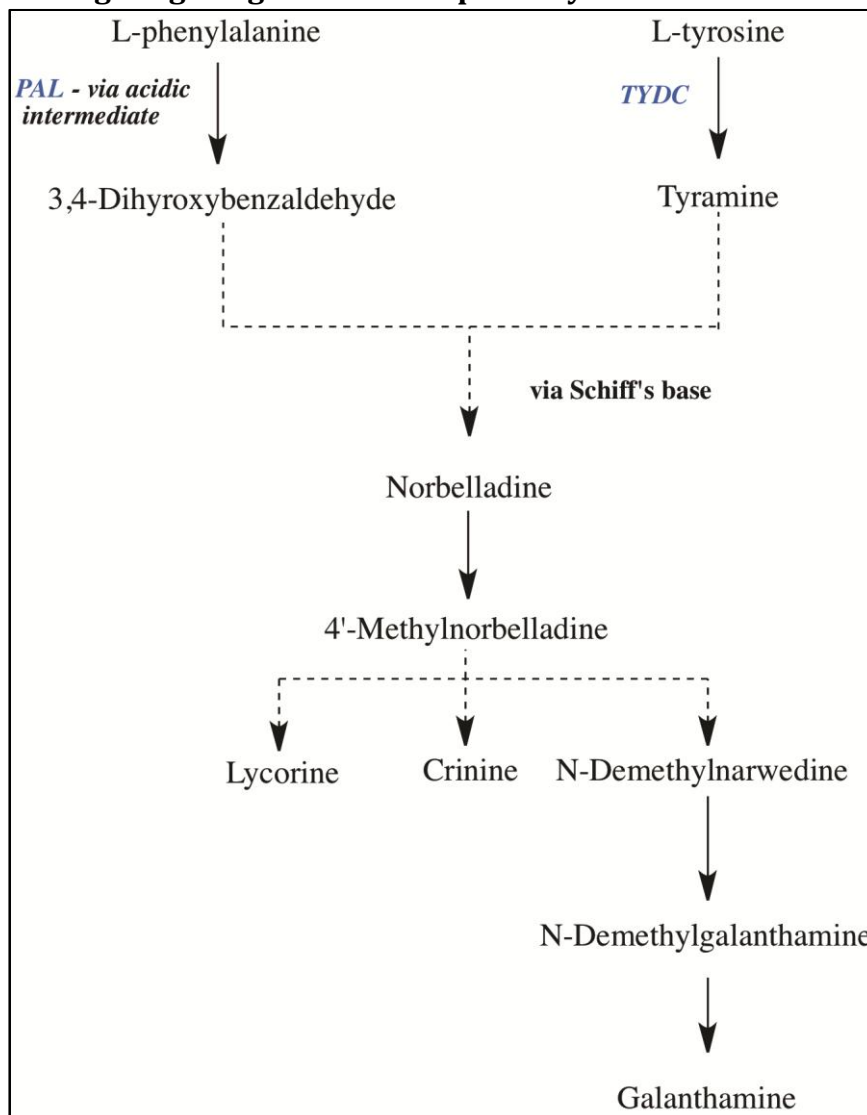 L-phenylalanine L-tyrosine
PAL - via acidic TYDC
intermediate
3,4-Dihyroxybenzaldehyde Tyramine
via Schiff's base
Norbelladine
4'-Methylnorbelladine
Lycorine Crinine N-Demethylnarwedine
N-Demethylgalanthamine
Galanthamine